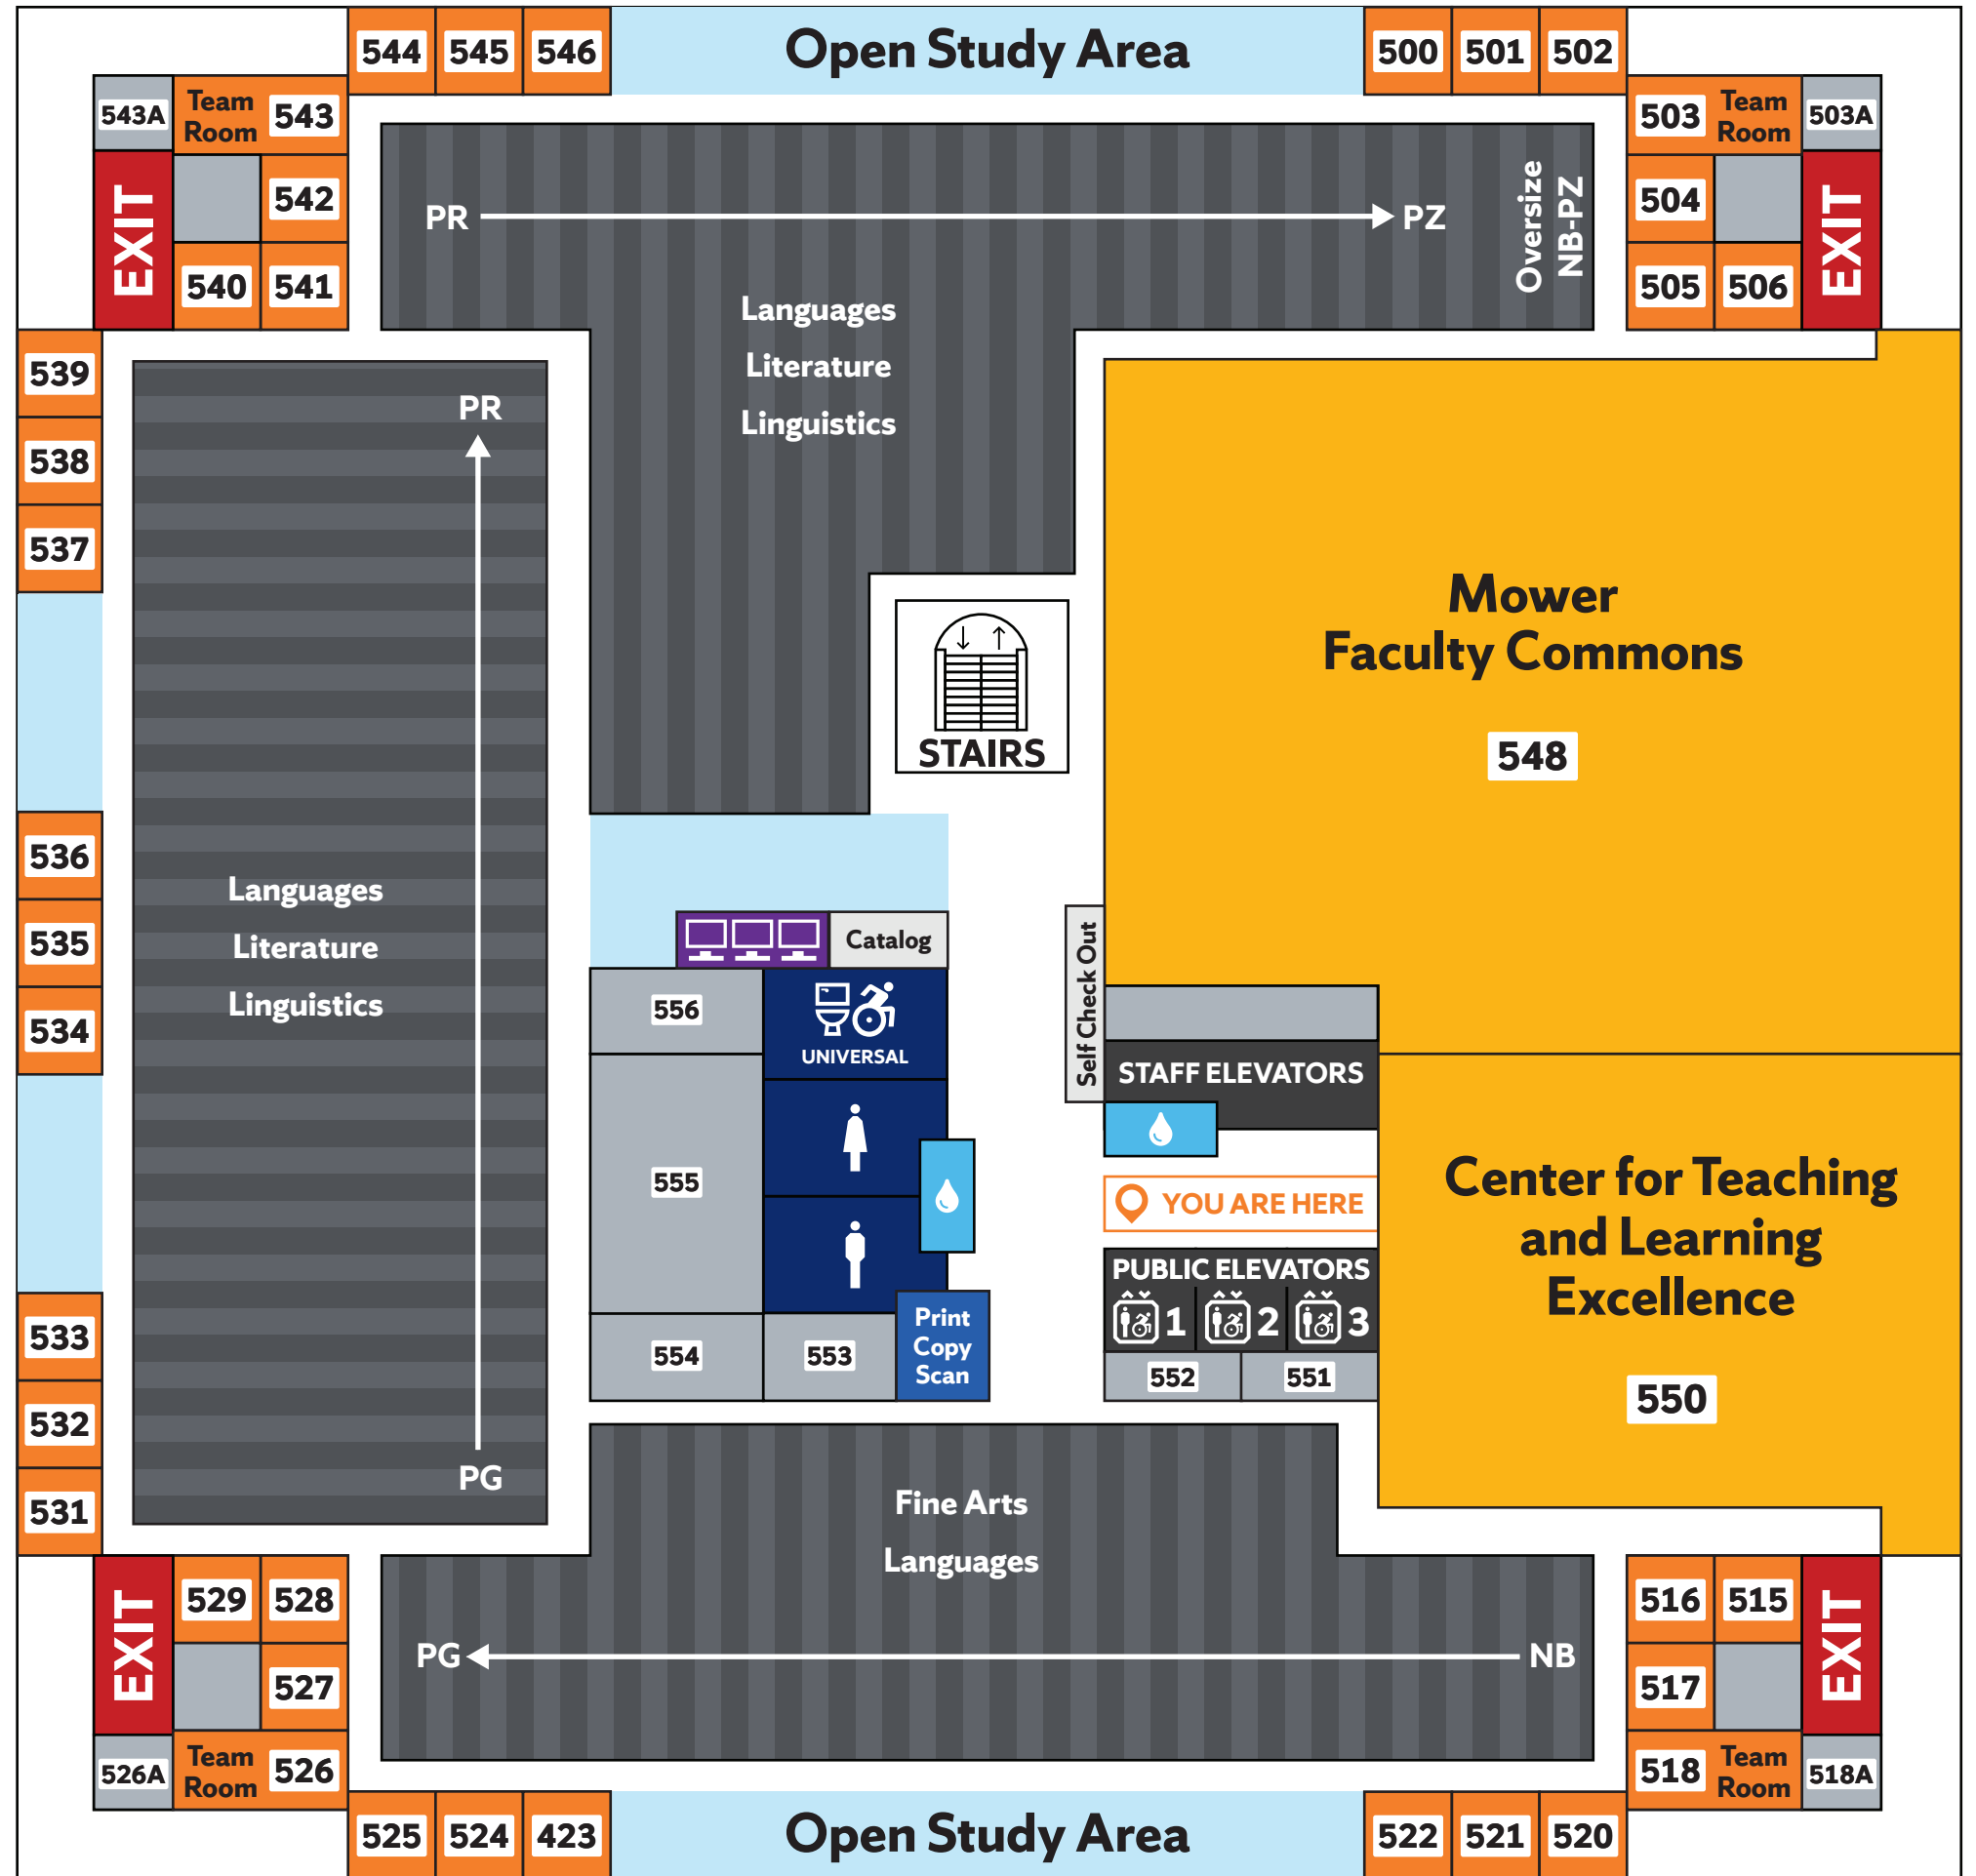 544
545
546
Open Study Area
500
501
502
543A
Team
Room
543
503
Team
Room
503A
EXIT
542
540
541
PR
PZ
Oversize
NB-PZ
504
505
506
EXIT
Languages
Literature
Linguistics
539
538
537
PR
Mower
Faculty Commons
548
STAIRS
536
535
534
Languages
Literature
Linguistics
Catalog
Self Check Out
556
UNIVERSAL
STAFF ELEVATORS
555
YOU ARE HERE
Center for Teaching
and Learning
Excellence
550
PUBLIC ELEVATORS
1
2
3
554
553
Print
Copy
Scan
552
551
533
532
531
PG
Fine Arts
Languages
PG
NB
EXIT
529
528
527
526A
Team
Room
526
516
515
EXIT
517
518
Team
Room
518A
525
524
423
Open Study Area
522
521
520